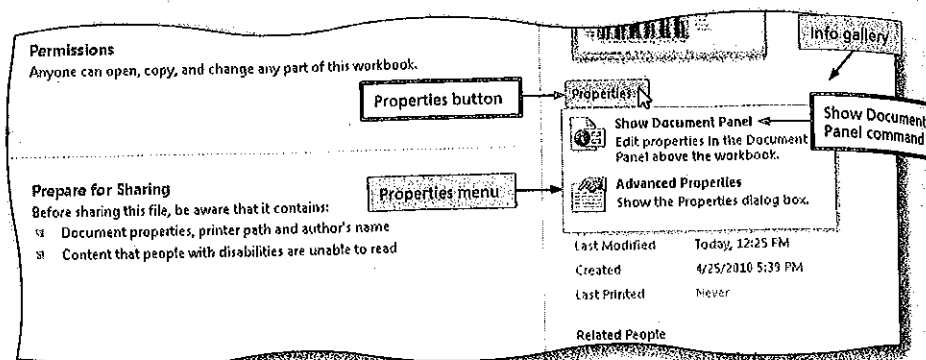 Permissions
Anyone can open, copy, and change any part of this workbook.
Info gallery
Properties button
Properties
Show Document Panel
Edit properties in the Document
Panel above the workbook.
Show Document
Panel command
Advanced Properties
Show the Properties dialog box.
Properties menu
Prepare for Sharing
Before sharing this file, be aware that it contains:
Document properties, printer path and author's name
Content that people with disabilities are unable to read
Last Modified Today, 12:25 PM
Created 4/25/2010 5:39 PM
Last Printed Never
Related People